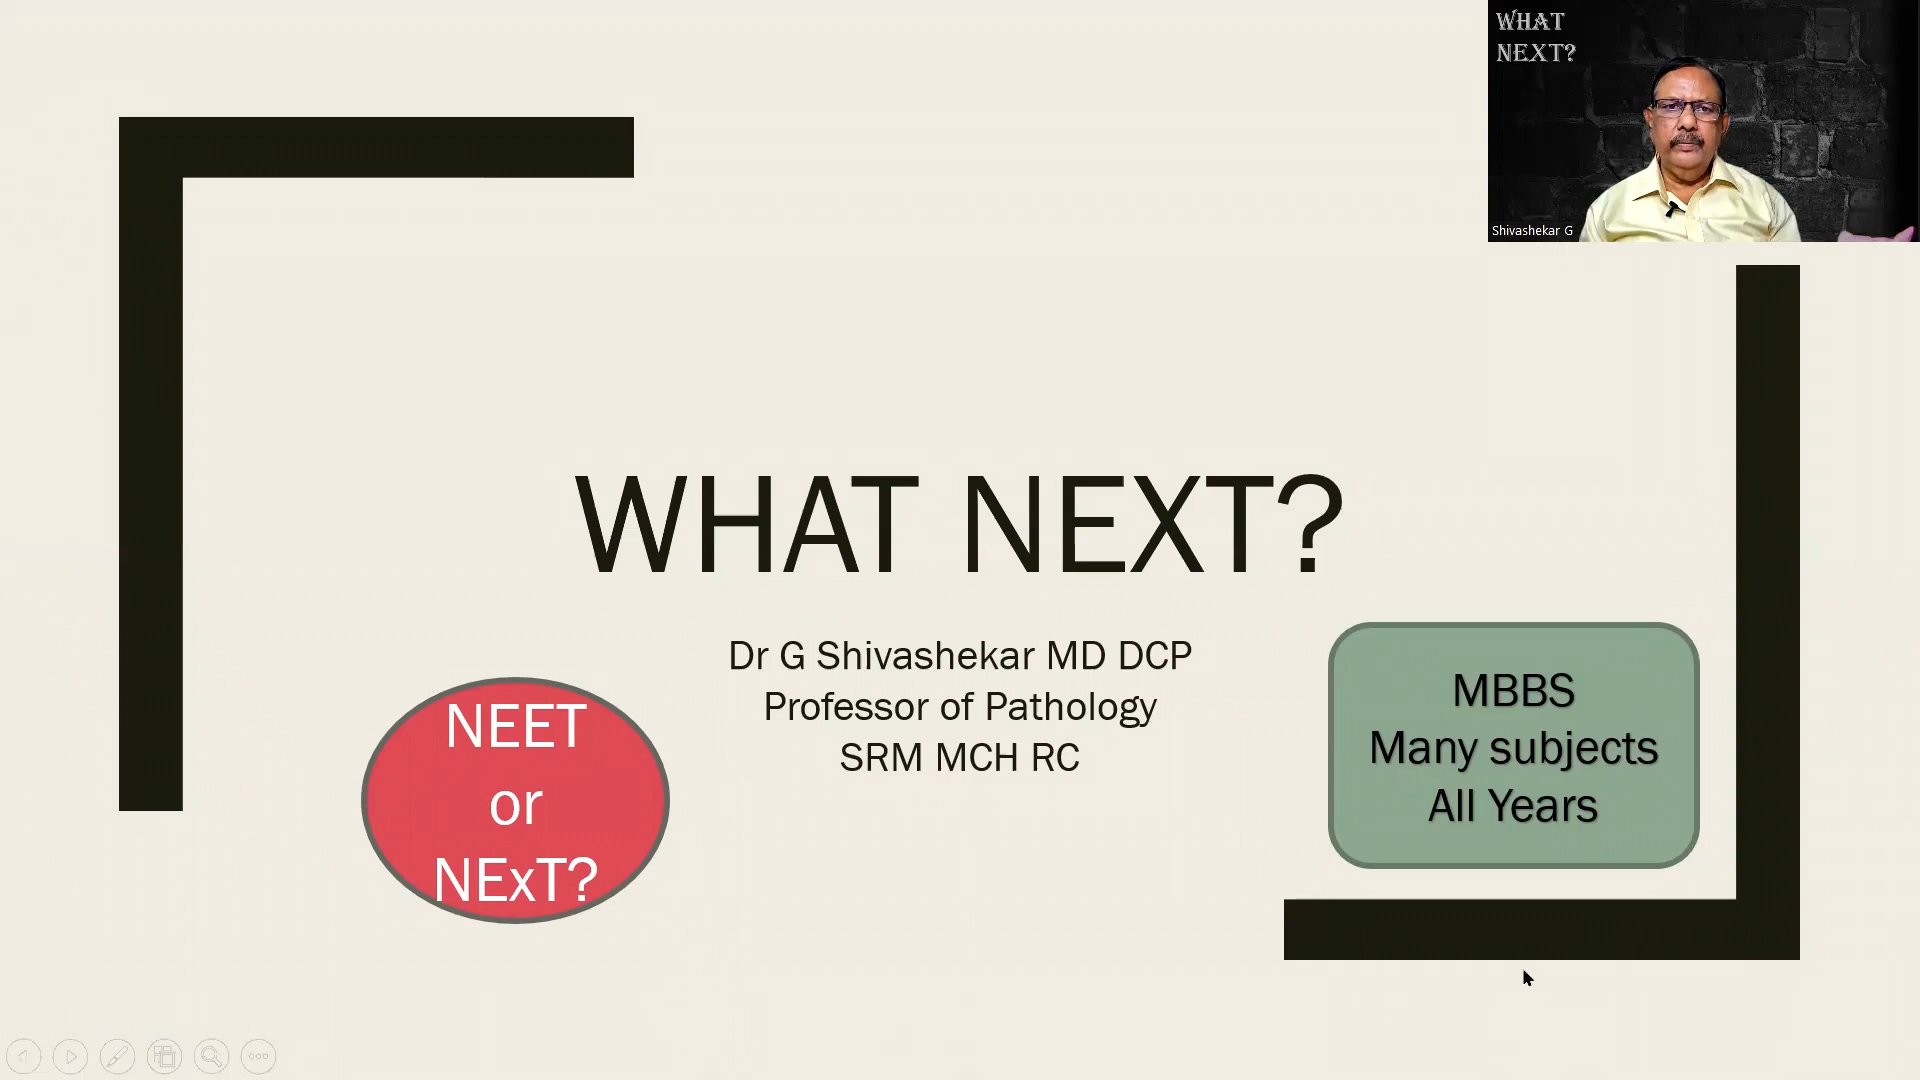 WHAT
NEXT?
Shivashekar G
WHAT NEXT?
Dr G Shivashekar MD DCP
Professor of Pathology
SRM MCH RC
NEET
or
NExT?
MBBS
Many subjects
All Years